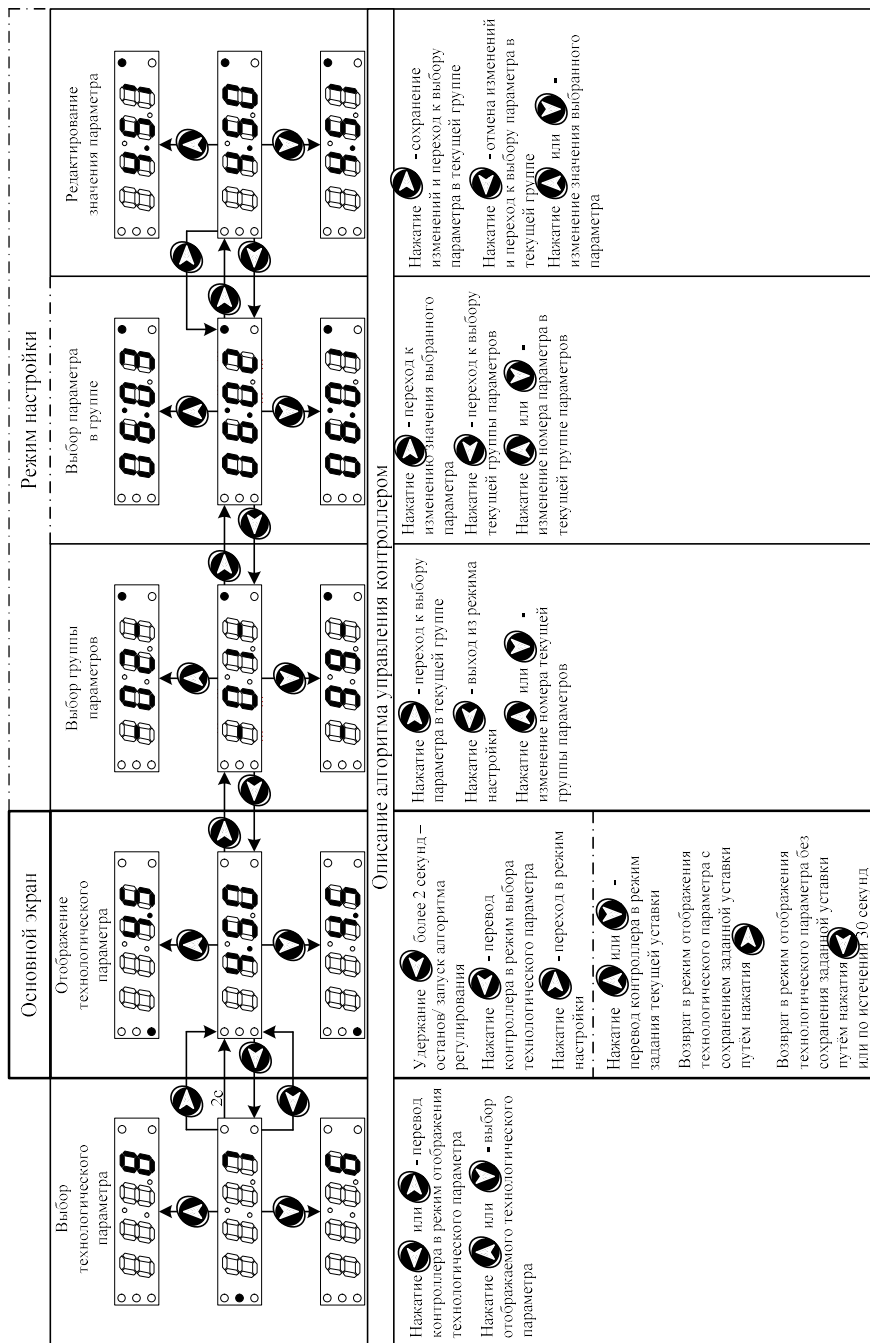 Основной экран
Режим настройки
Выбор
технологического
параметра
Отображение
технологического
параметра
Выбор группы
параметров
Выбор параметра
в группе
Редактирование
значения параметра
2с
Описание алгоритма управления контроллером
Нажатие или - перевод
контроллера в режим отображения
технологического параметра
Нажатие или - выбор
отображаемого технологического
параметра
Удержание более 2 секунд –
останов/ запуск алгоритма
регулирования
Нажатие - перевод
контроллера в режим выбора
технологического параметра
Нажатие - переход в режим
настройки
Нажатие или -
перевод контроллера в режим
задания текущей уставки
Возврат в режим отображения
технологического параметра с
сохранением заданной уставки
путём нажатия
Возврат в режим отображения
технологического параметра без
сохранения заданной уставки
путём нажатия
или по истечении 30 секунд
Нажатие - переход к выбору
параметра в текущей группе
Нажатие - выход из режима
настройки
Нажатие или -
изменение номера текущей
группы параметров
Нажатие - переход к
изменению значения выбранного
параметра
Нажатие - переход к выбору
текущей группы параметров
Нажатие или -
изменение номера параметра в
текущей группе параметров
Нажатие - сохранение
изменений и переход к выбору
параметра в текущей группе
Нажатие - отмена изменений
и переход к выбору параметра в
текущей группе
Нажатие или -
изменение значения выбранного
параметра